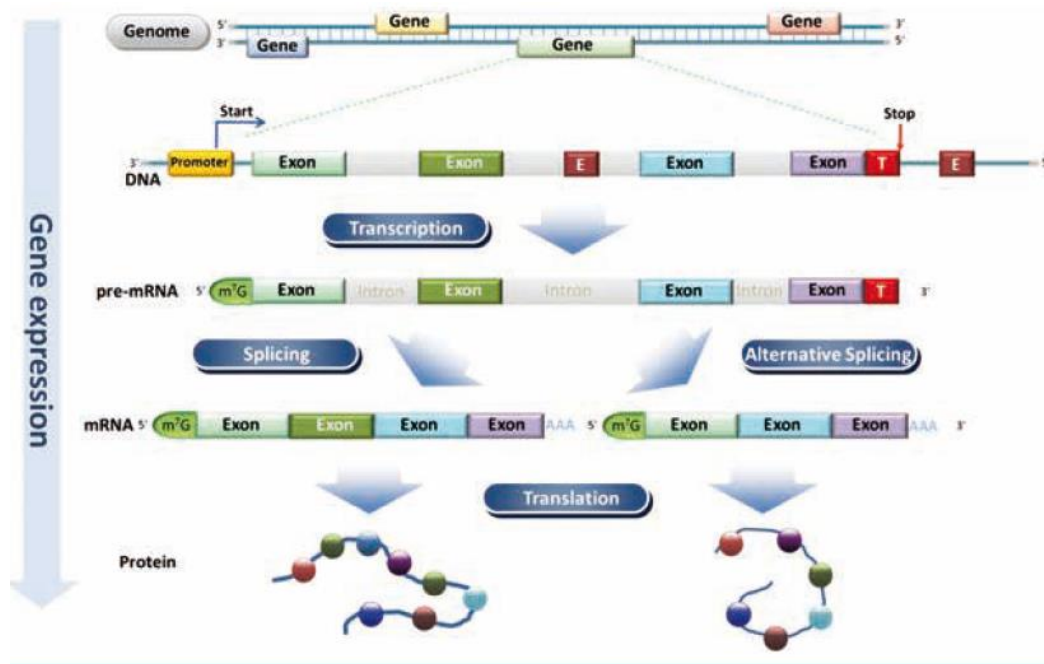 Genome 5' Gene Gene 3'
3' Gene Gene 5'
Start Stop
3' Promoter Exon Exon E Exon Exon T E
DNA
Transcription
pre-mRNA 5' m⁷G Exon Intron Exon Intron Exon Intron Exon T 3'
Splicing Alternative Splicing
mRNA 5' m⁷G Exon Exon Exon Exon AAA 5' m⁷G Exon Exon Exon AAA 3'
Translation
Protein
Gene expression